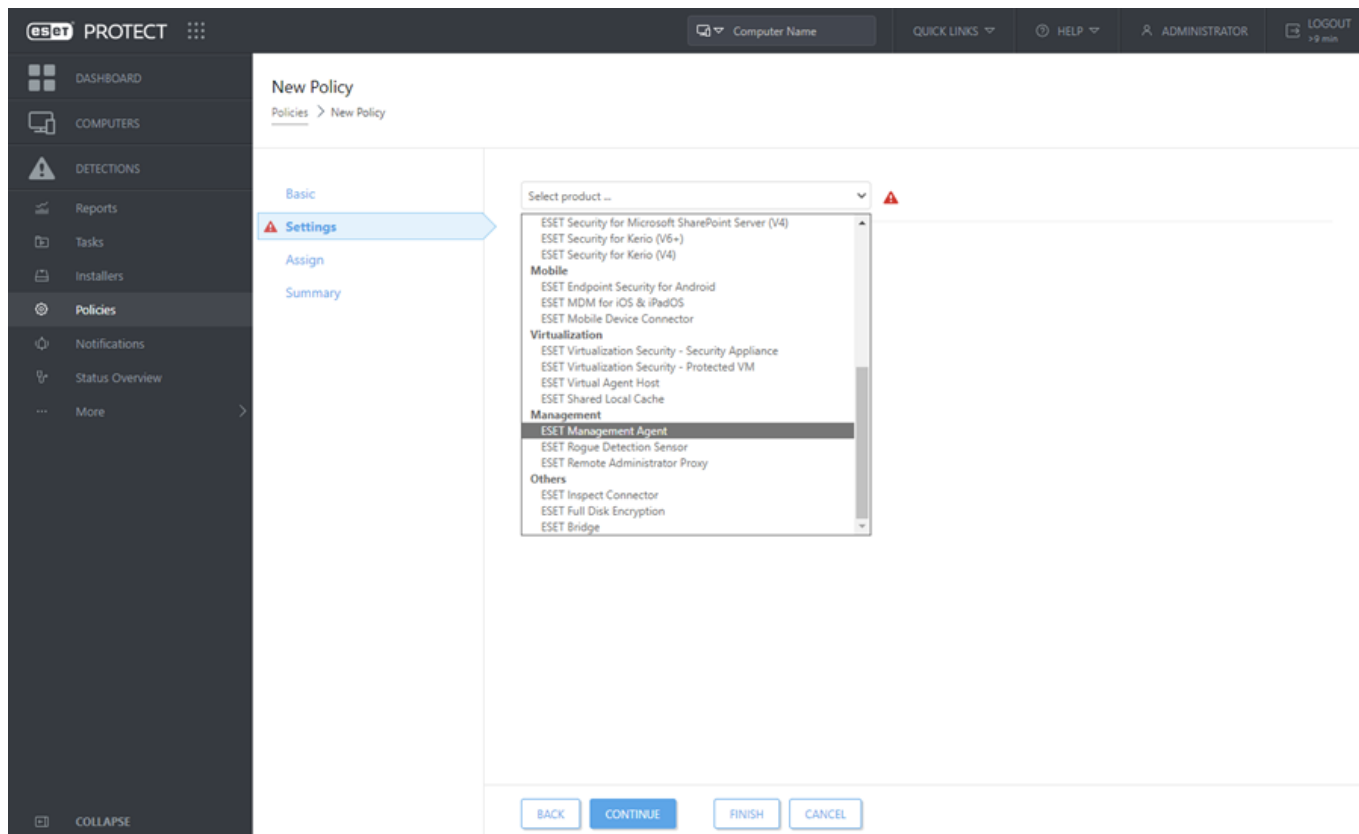 eset PROTECT
Computer Name
QUICK LINKS
HELP
ADMINISTRATOR
LOGOUT
>9 min
DASHBOARD
COMPUTERS
DETECTIONS
Reports
Tasks
Installers
Policies
Notifications
Status Overview
More
COLLAPSE
New Policy
Policies > New Policy
Basic
Settings
Assign
Summary
Select product ...
ESET Security for Microsoft SharePoint Server (V4)
ESET Security for Kerio (V6+)
ESET Security for Kerio (V4)
Mobile
ESET Endpoint Security for Android
ESET MDM for iOS & iPadOS
ESET Mobile Device Connector
Virtualization
ESET Virtualization Security - Security Appliance
ESET Virtualization Security - Protected VM
ESET Virtual Agent Host
ESET Shared Local Cache
Management
ESET Management Agent
ESET Rogue Detection Sensor
ESET Remote Administrator Proxy
Others
ESET Inspect Connector
ESET Full Disk Encryption
ESET Bridge
BACK
CONTINUE
FINISH
CANCEL